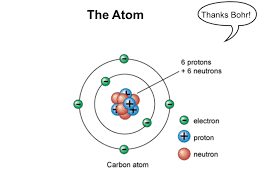 The Atom
Thanks Bohr!
6 protons
+ 6 neutrons
electron
proton
neutron
Carbon atom